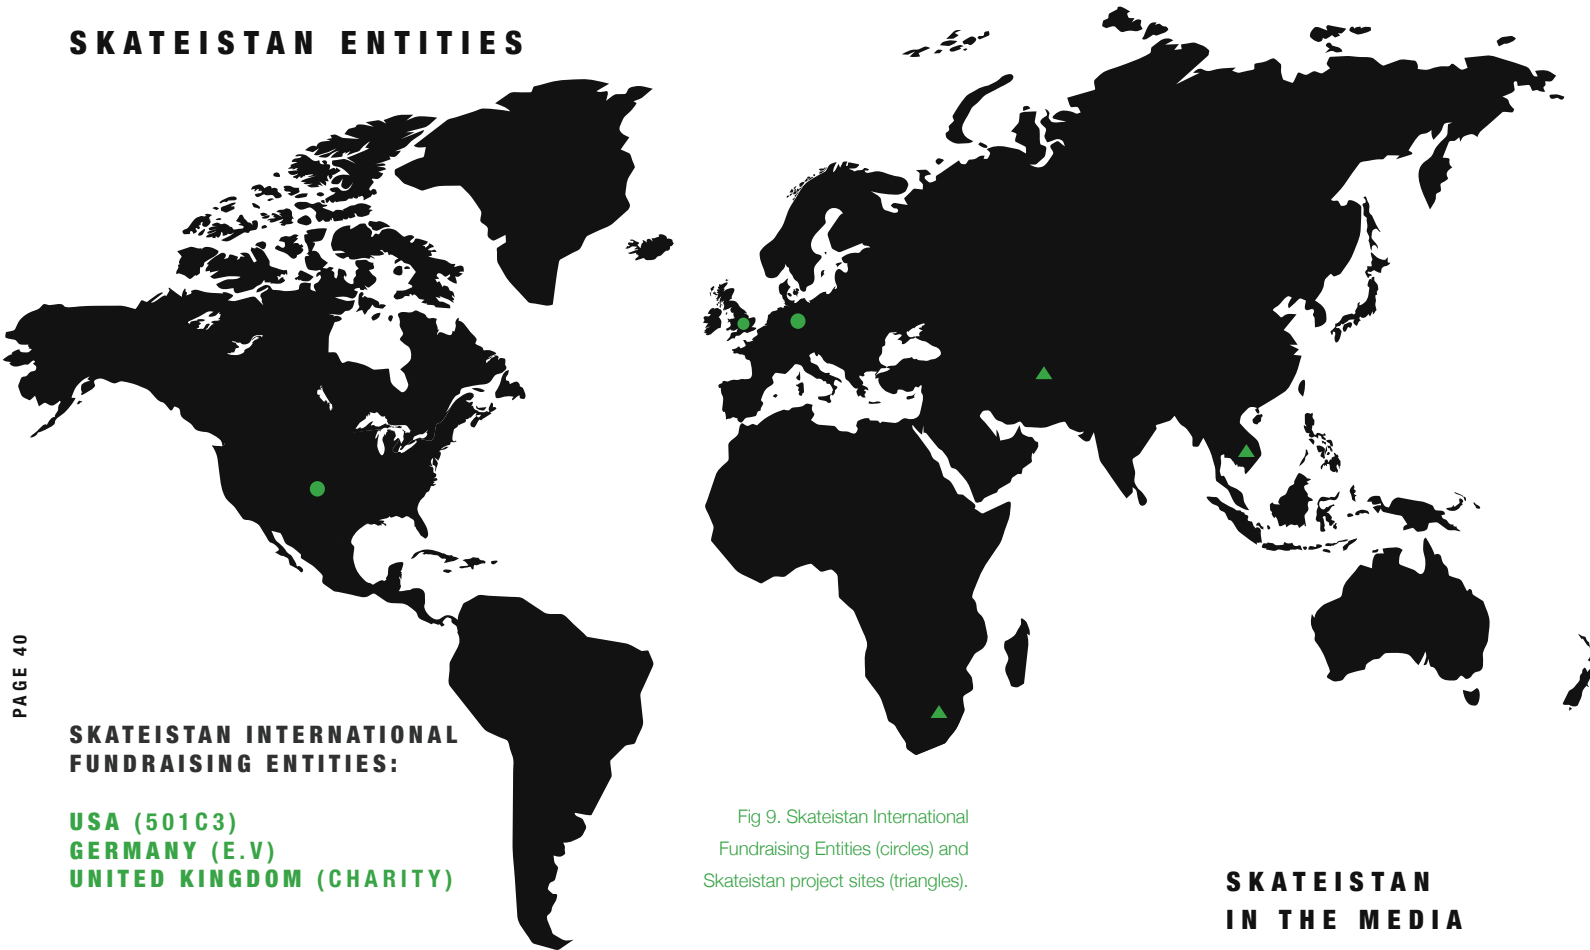 SKATEISTAN ENTITIES
PAGE 40
SKATEISTAN INTERNATIONAL
FUNDRAISING ENTITIES:
USA (501C3)
GERMANY (E.V)
UNITED KINGDOM (CHARITY)
Fig 9. Skateistan International
Fundraising Entities (circles) and
Skateistan project sites (triangles).
SKATEISTAN
IN THE MEDIA